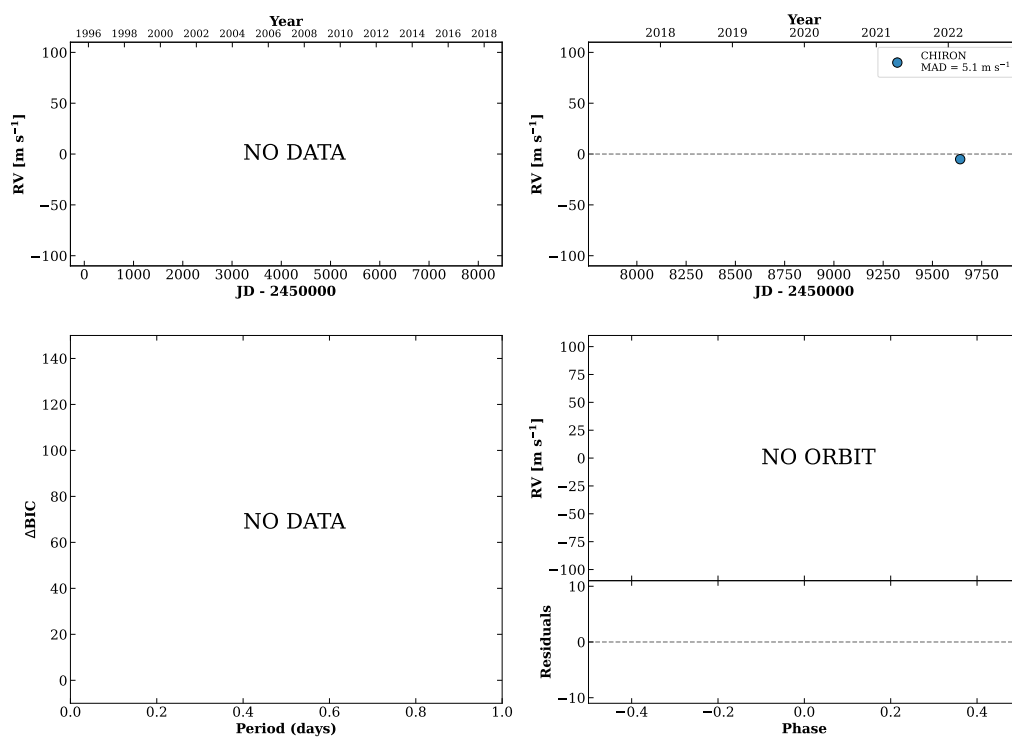 Year
1996 1998 2000 2002 2004 2006 2008 2010 2012 2014 2016 2018
100
50
0
−50
−100
RV [m s⁻¹]
NO DATA
0 1000 2000 3000 4000 5000 6000 7000 8000
JD - 2450000
Year
2018 2019 2020 2021 2022
CHIRON
MAD = 5.1 m s⁻¹
100
50
0
−50
−100
RV [m s⁻¹]
8000 8250 8500 8750 9000 9250 9500 9750
JD - 2450000
140
120
100
80
60
40
20
0
ΔBIC
NO DATA
0.0 0.2 0.4 0.6 0.8 1.0
Period (days)
100
75
50
25
0
−25
−50
−75
−100
RV [m s⁻¹]
NO ORBIT
10
0
−10
Residuals
−0.4 −0.2 0.0 0.2 0.4
Phase